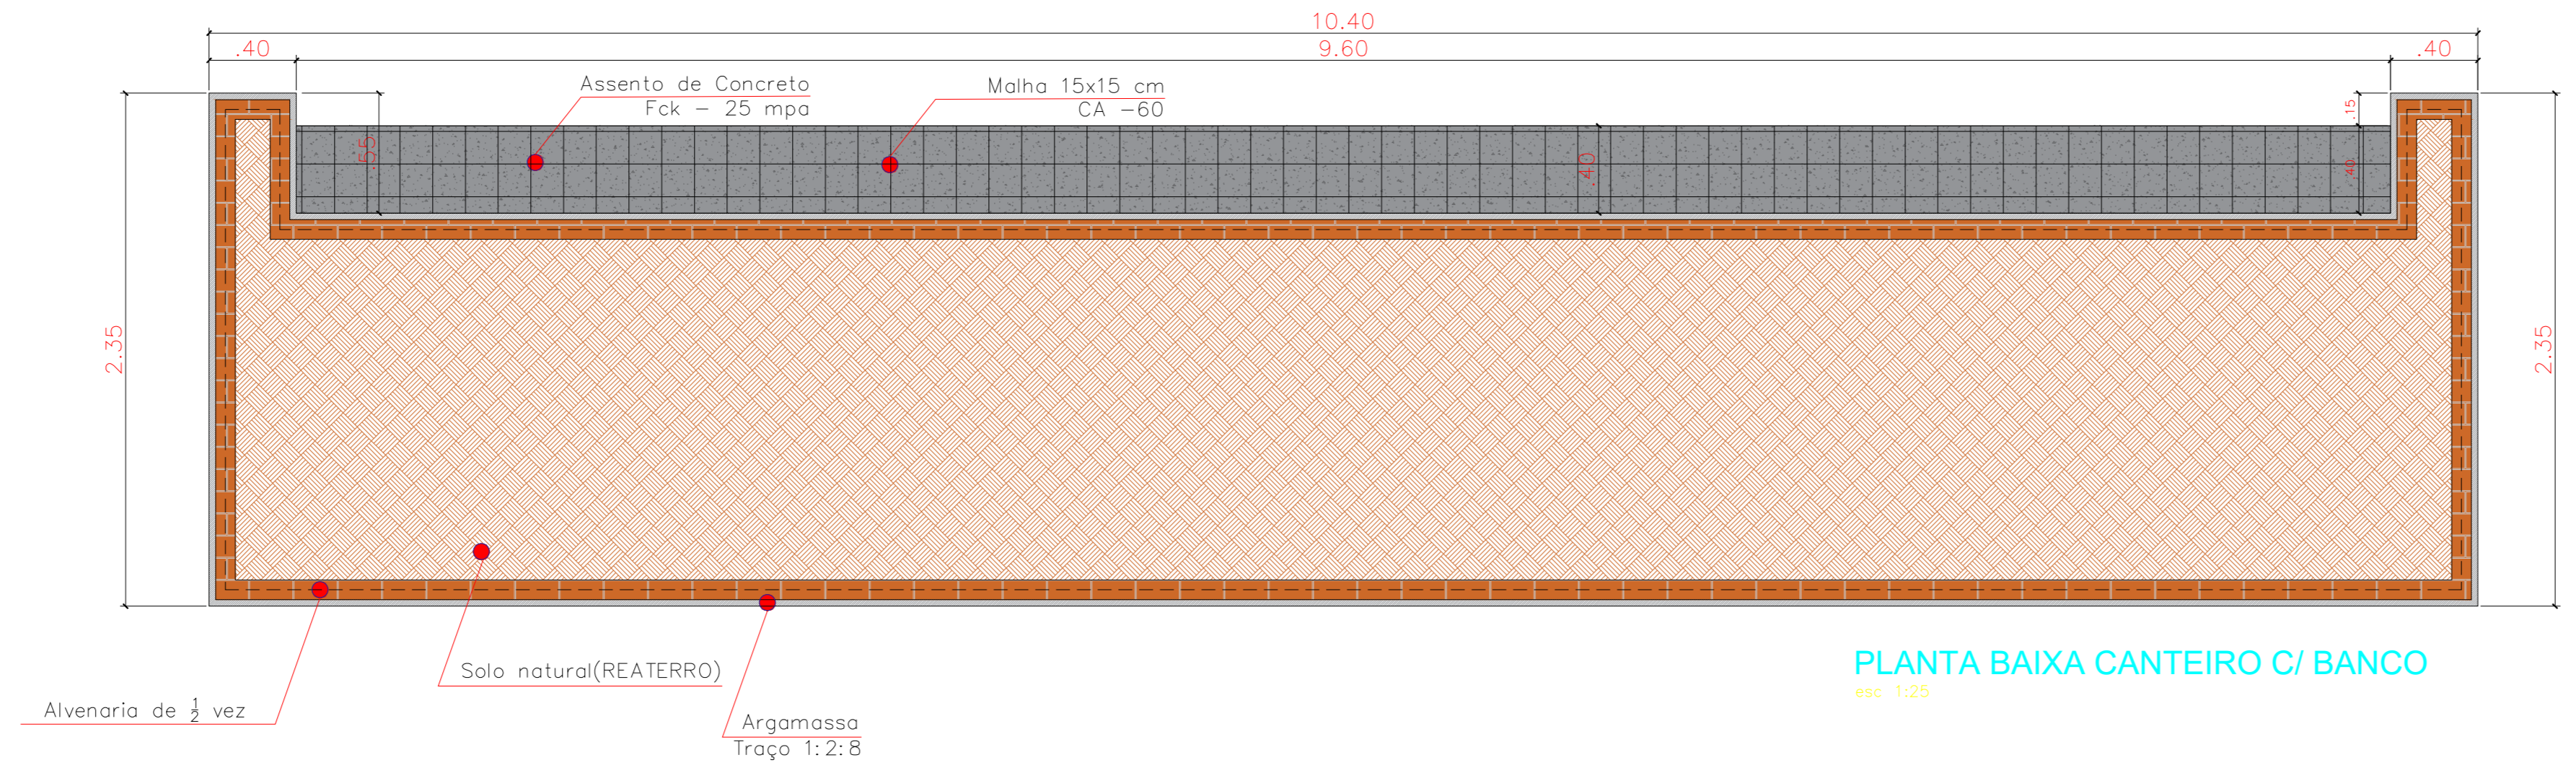 10.40
.40
9.60
.40
Assento de Concreto
Fck - 25 mpa
Malha 15x15 cm
CA -60
.15
.55
.40
.40
2.35
2.35
Solo natural(REATERRO)
Alvenaria de ½ vez
Argamassa
Traço 1:2:8
PLANTA BAIXA CANTEIRO C/ BANCO
esc 1:25